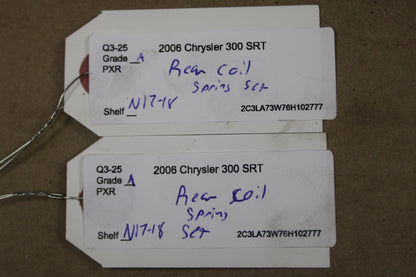 Q3-25 2006 Chrysler 300 SRT
Grade A
PXR
Rear Coil
Spring Set
Shelf N17-18
2C3LA73W76H102777
Q3-25 2006 Chrysler 300 SRT
Grade A
PXR
Rear Coil
Spring
Set
Shelf N17-18
2C3LA73W76H102777